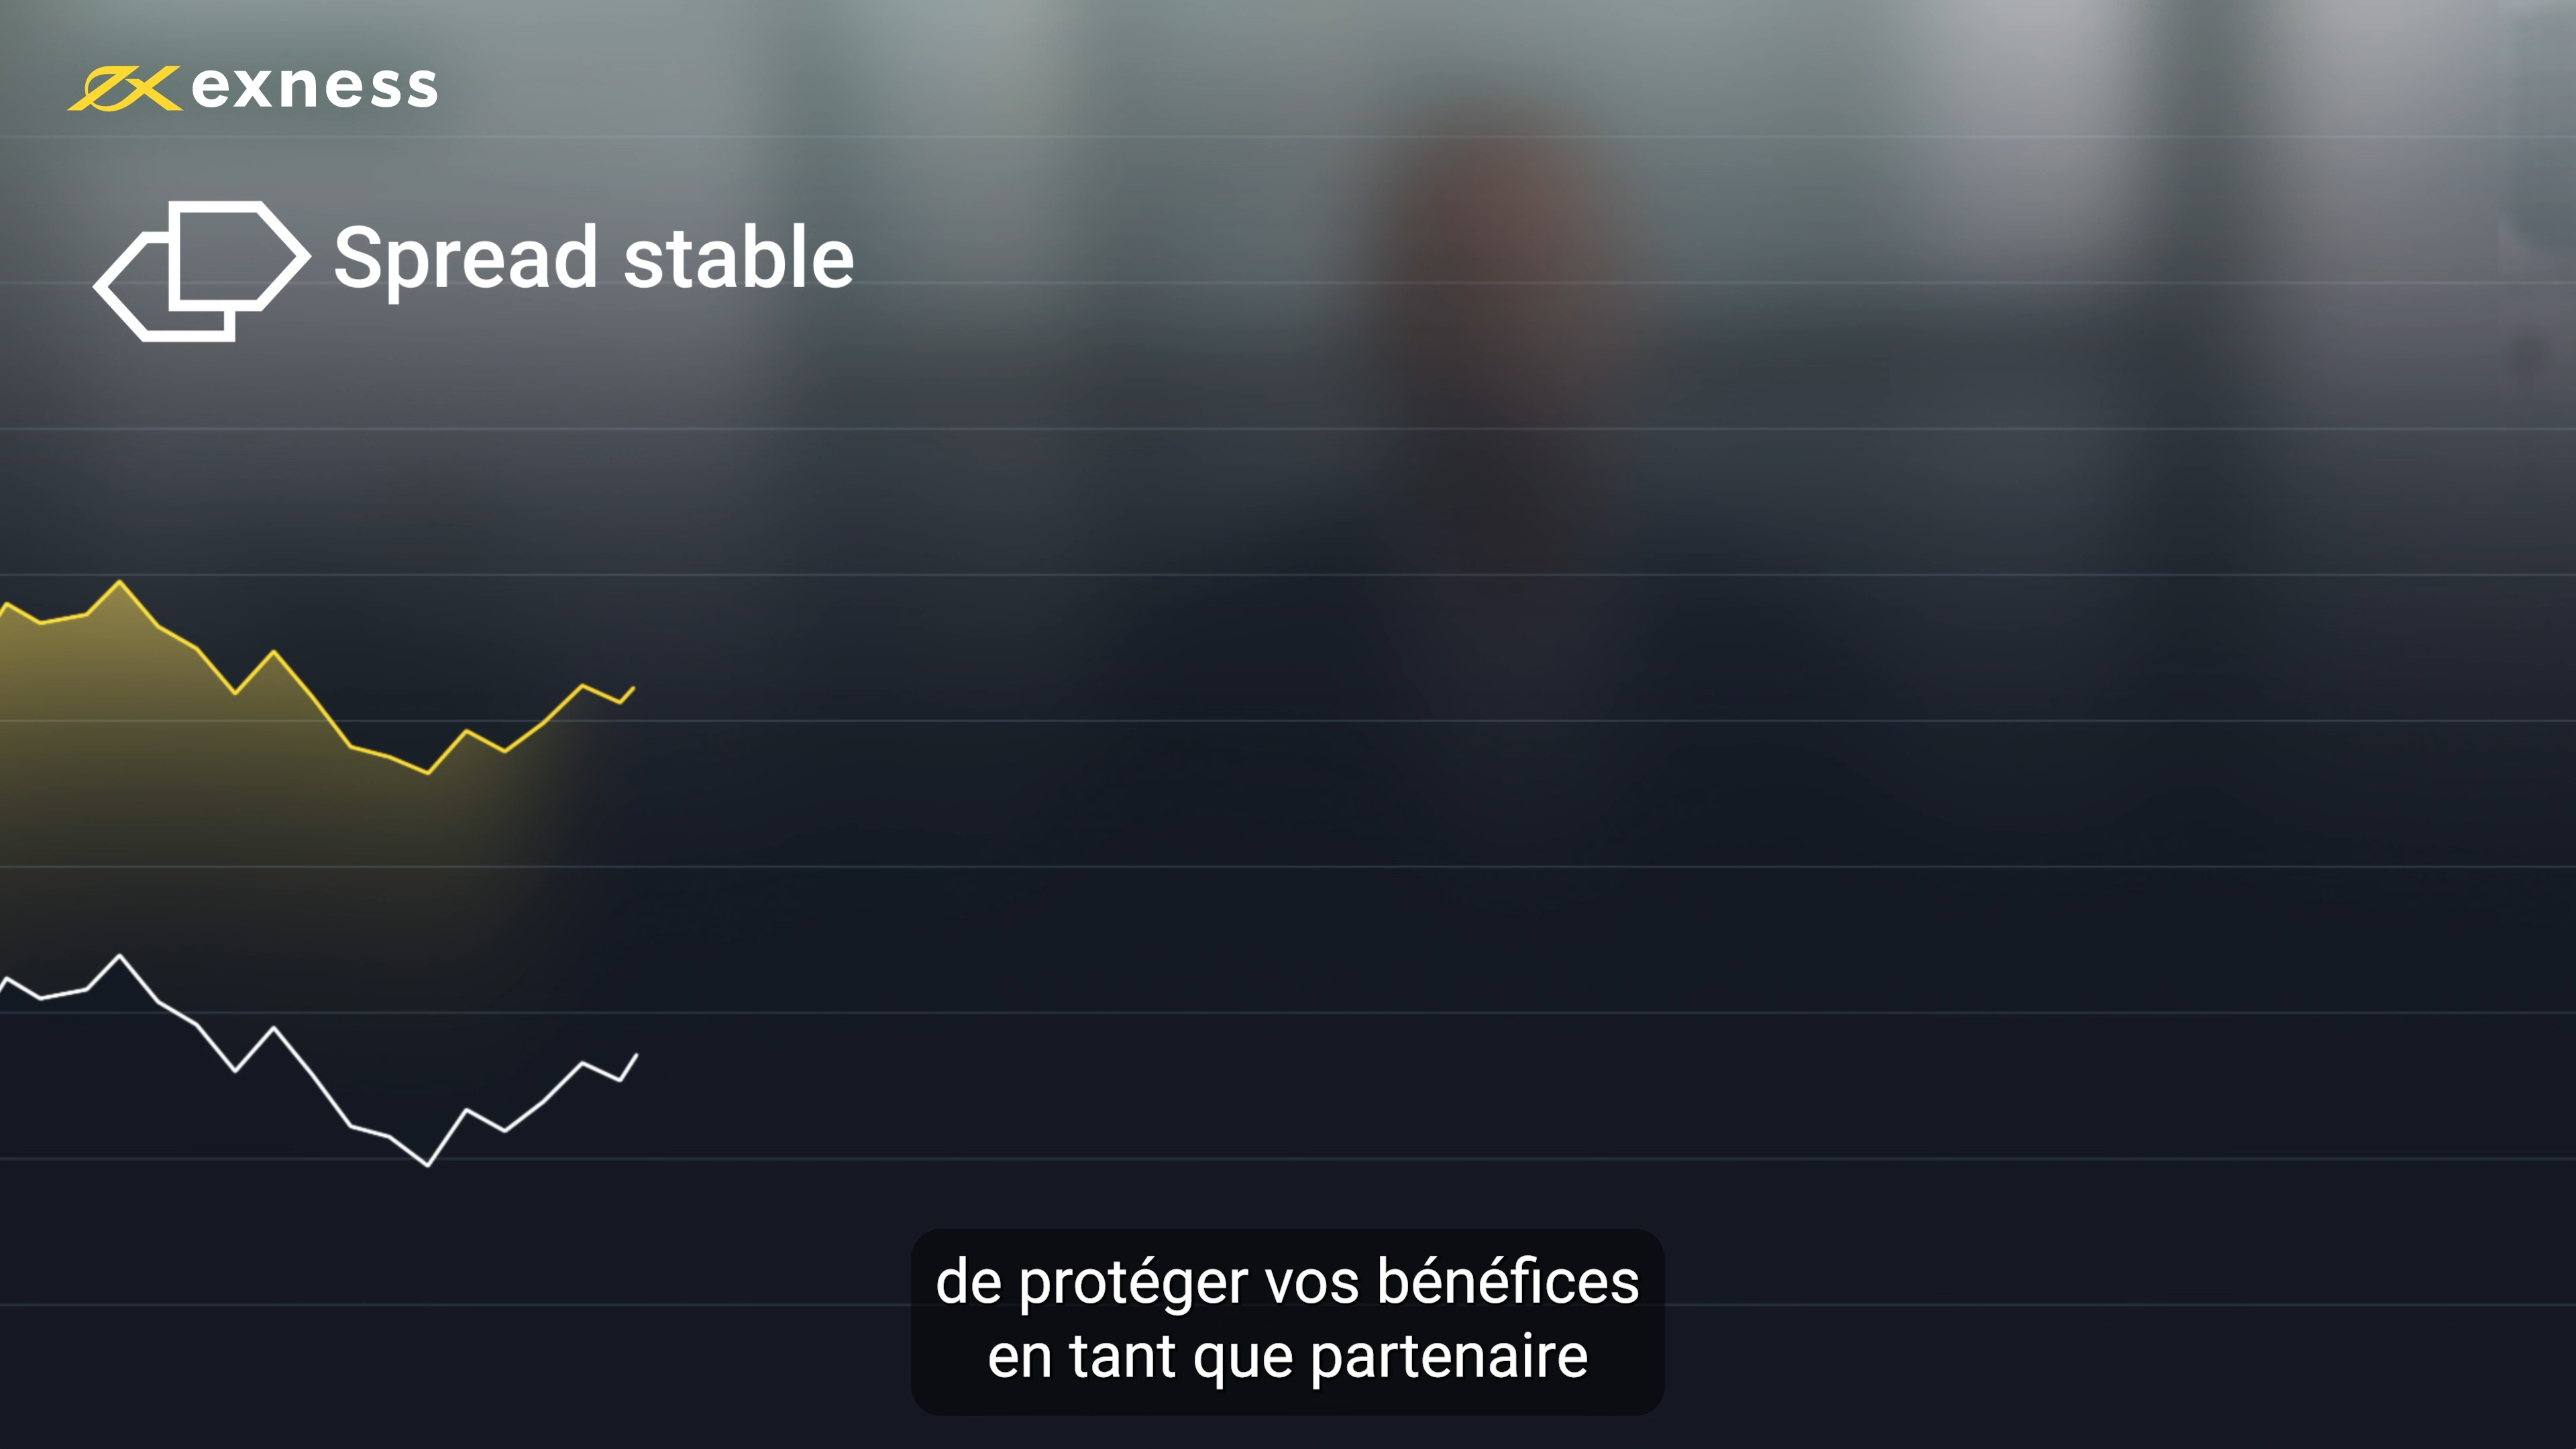 exness
Spread stable
de protéger vos bénéfices
en tant que partenaire